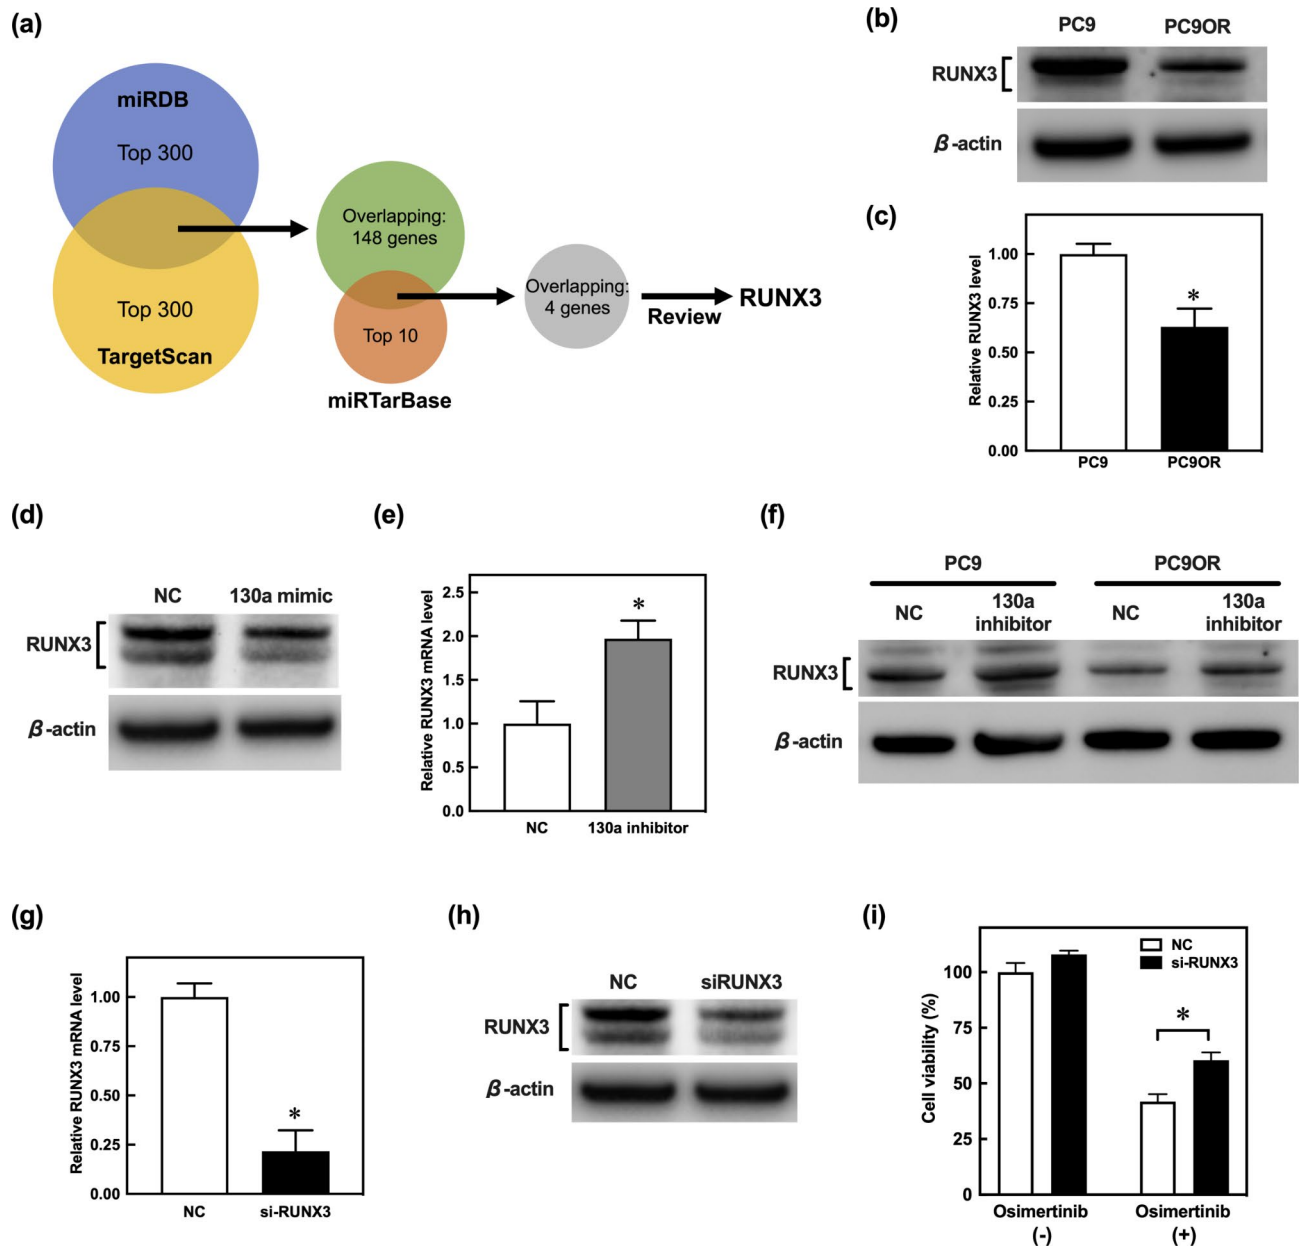 (a)
miRDB
Top 300
Top 300
TargetScan
Overlapping:
148 genes
Top 10
miRTarBase
Overlapping:
4 genes
Review
RUNX3
(b)
PC9 PC9OR
RUNX3
β-actin
(c)
Relative RUNX3 level
1.00
0.75
0.50
0.25
0.00
*
PC9 PC9OR
(d)
NC 130a mimic
RUNX3
β-actin
(e)
Relative RUNX3 mRNA level
2.5
2.0
1.5
1.0
0.5
0.0
*
NC 130a inhibitor
(f)
PC9 PC9OR
NC 130a inhibitor NC 130a inhibitor
RUNX3
β-actin
(g)
Relative RUNX3 mRNA level
1.00
0.75
0.50
0.25
0.00
*
NC si-RUNX3
(h)
NC siRUNX3
RUNX3
β-actin
(i)
Cell viability (%)
100
75
50
25
0
NC
si-RUNX3
*
Osimertinib (-)
Osimertinib (+)